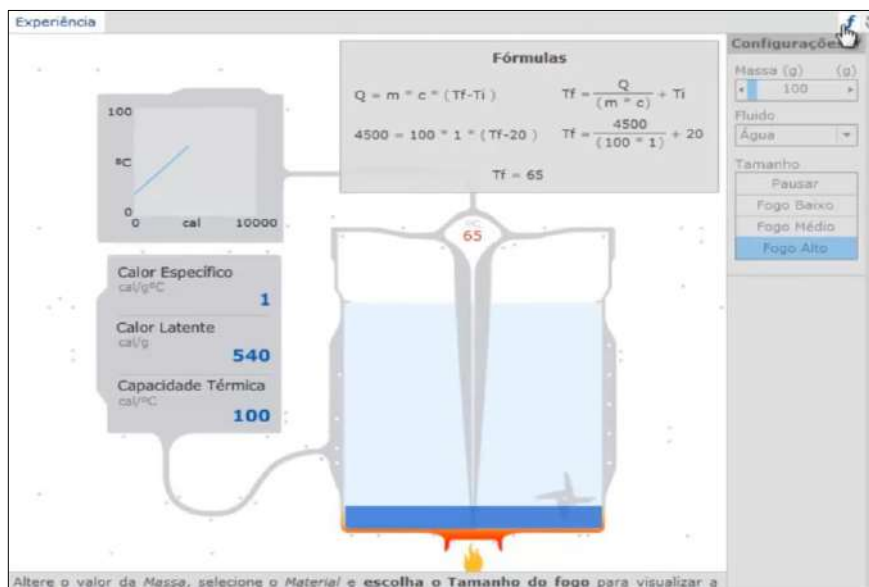 Experiência
f
Configurações
Fórmulas
Q = m * c * (Tf-Ti)
Tf = Q / (m * c) + Ti
4500 = 100 * 1 * (Tf-20)
Tf = 4500 / (100 * 1) + 20
Tf = 65
100
ºC
0
0 cal 10000
ºC
65
Massa (g) (g)
100
Fluido
Água
Tamanho
Pausar
Fogo Baixo
Fogo Médio
Fogo Alto
Calor Específico
cal/gºC
1
Calor Latente
cal/g
540
Capacidade Térmica
cal/ºC
100
Altere o valor da Massa, selecione o Material e escolha o Tamanho do fogo para visualizar a